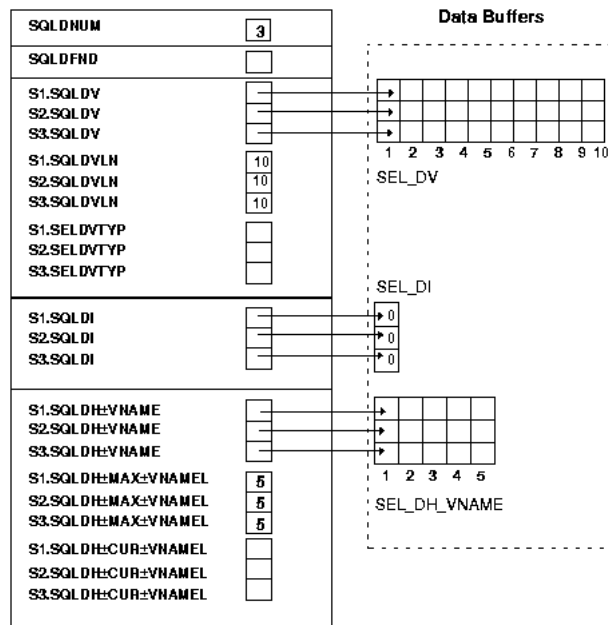 Data Buffers
SQLDNUM 3
SQLDFND
S1.SQLDV
S2.SQLDV
S3.SQLDV
1 2 3 4 5 6 7 8 9 10
SEL_DV
S1.SQLDVLN 10
S2.SQLDVLN 10
S3.SQLDVLN 10
S1.SELDVTYP
S2.SELDVTYP
S3.SELDVTYP
SEL_DI
S1.SQLDI 0
S2.SQLDI 0
S3.SQLDI 0
S1.SQLDH±VNAME
S2.SQLDH±VNAME
S3.SQLDH±VNAME
1 2 3 4 5
SEL_DH_VNAME
S1.SQLDH±MAX±VNAMEL 5
S2.SQLDH±MAX±VNAMEL 5
S3.SQLDH±MAX±VNAMEL 5
S1.SQLDH±CUR±VNAMEL
S2.SQLDH±CUR±VNAMEL
S3.SQLDH±CUR±VNAMEL